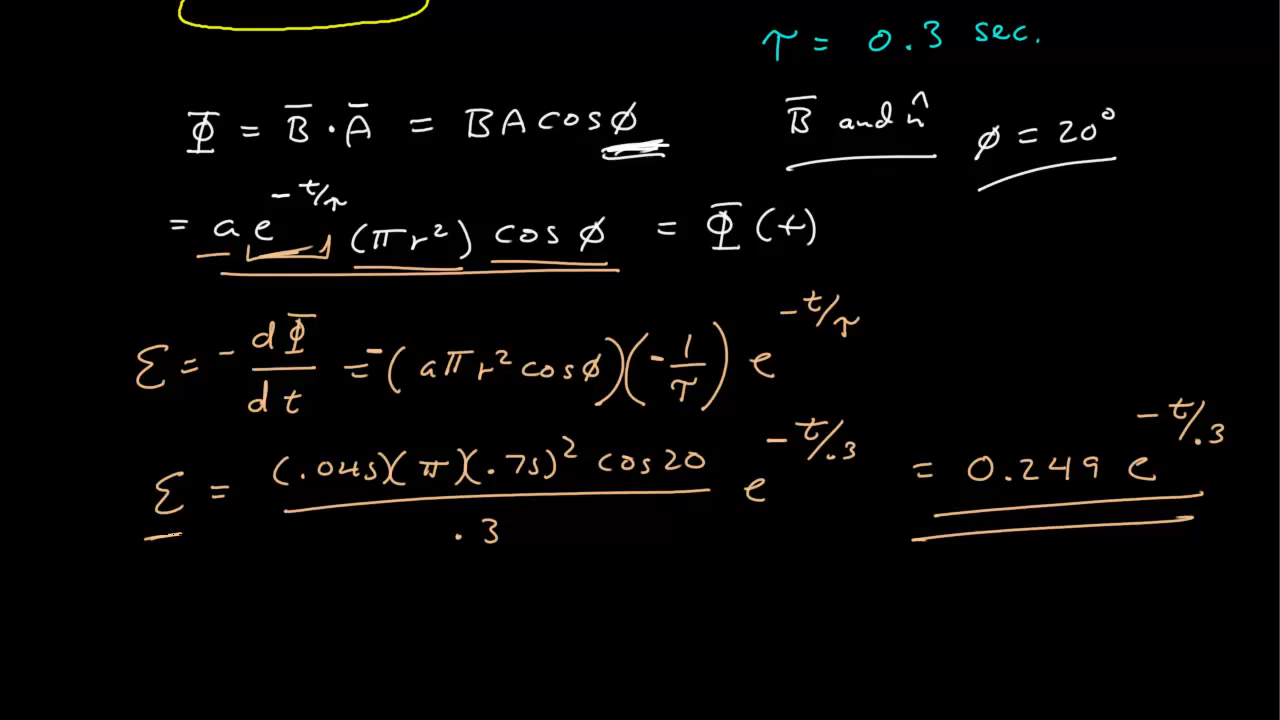 τ = 0.3 sec.
Φ = B̄ · Ā = BA cos ϕ B̄ and n̂ ϕ = 20°
= a e^(-t/τ) (πr²) cos ϕ = Φ(t)
Ɛ = - dΦ/dt = -(aπr² cos ϕ)(-1/τ) e^(-t/τ)
Ɛ = (.045)(π)(.75)² cos 20 / .3 e^(-t/.3) = 0.249 e^(-t/.3)